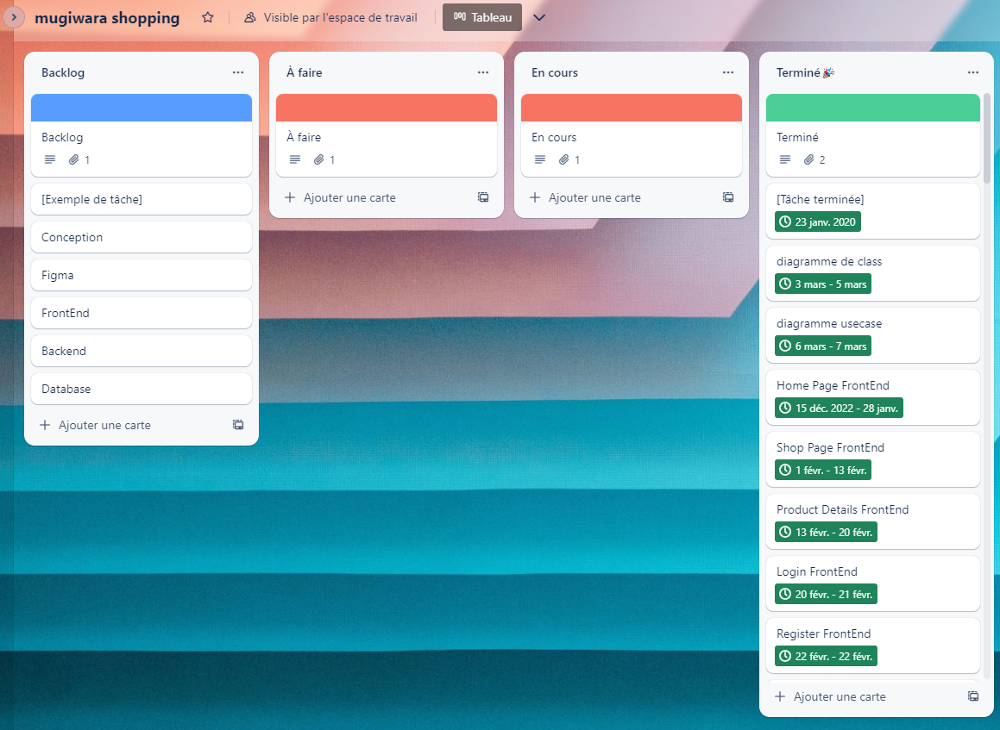 mugiwara shopping
Visible par l'espace de travail
Tableau
Backlog
Backlog
1
[Exemple de tâche]
Conception
Figma
FrontEnd
Backend
Database
Ajouter une carte
À faire
À faire
1
Ajouter une carte
En cours
En cours
1
Ajouter une carte
Terminé🎉
Terminé
2
[Tâche terminée]
23 janv. 2020
diagramme de class
3 mars - 5 mars
diagramme usecase
6 mars - 7 mars
Home Page FrontEnd
15 déc. 2022 - 28 janv.
Shop Page FrontEnd
1 févr. - 13 févr.
Product Details FrontEnd
13 févr. - 20 févr.
Login FrontEnd
20 févr. - 21 févr.
Register FrontEnd
22 févr. - 22 févr.
Ajouter une carte